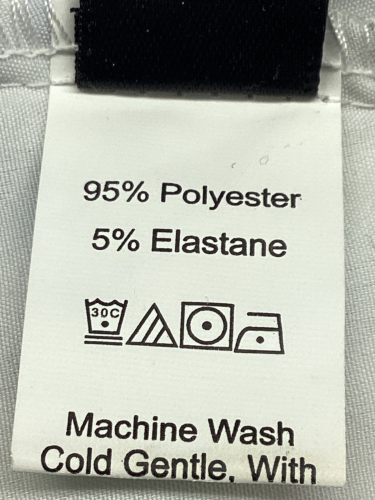 95% Polyester
5% Elastane
30C
Machine Wash
Cold Gentle, With